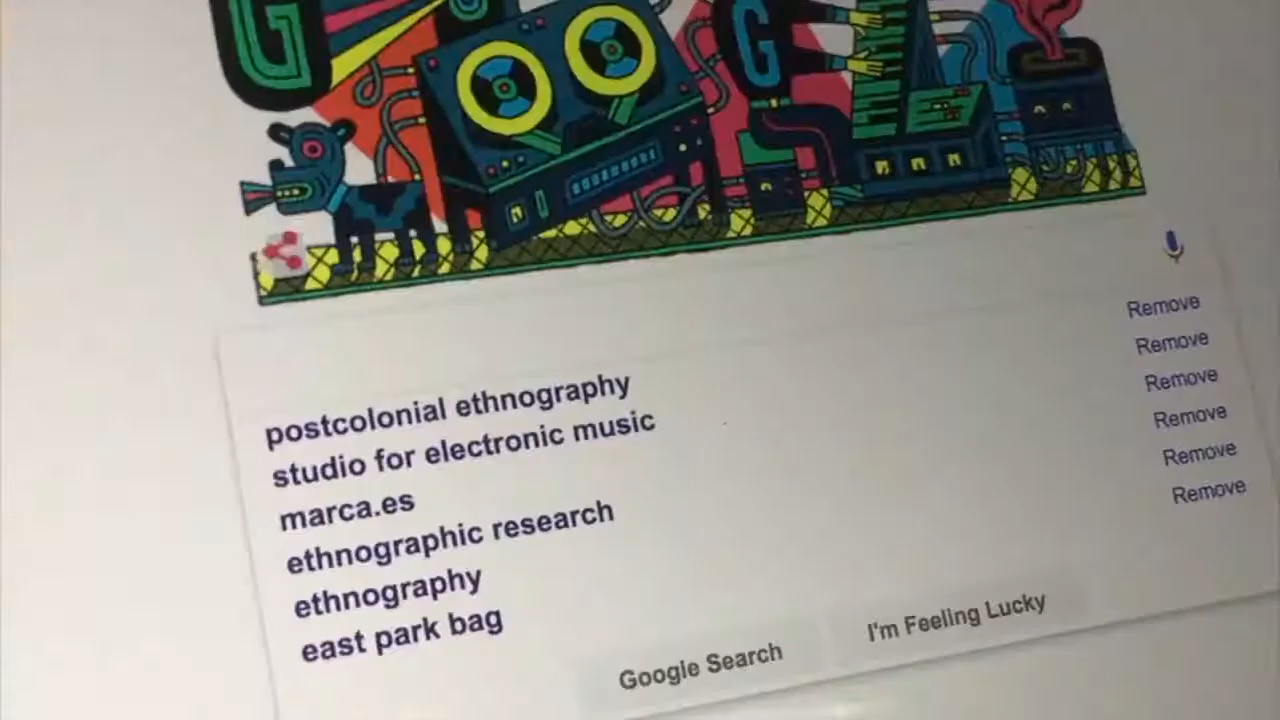 G G
Remove
Remove
Remove
Remove
Remove
Remove
postcolonial ethnography
studio for electronic music
marca.es
ethnographic research
ethnography
east park bag
Google Search
I'm Feeling Lucky